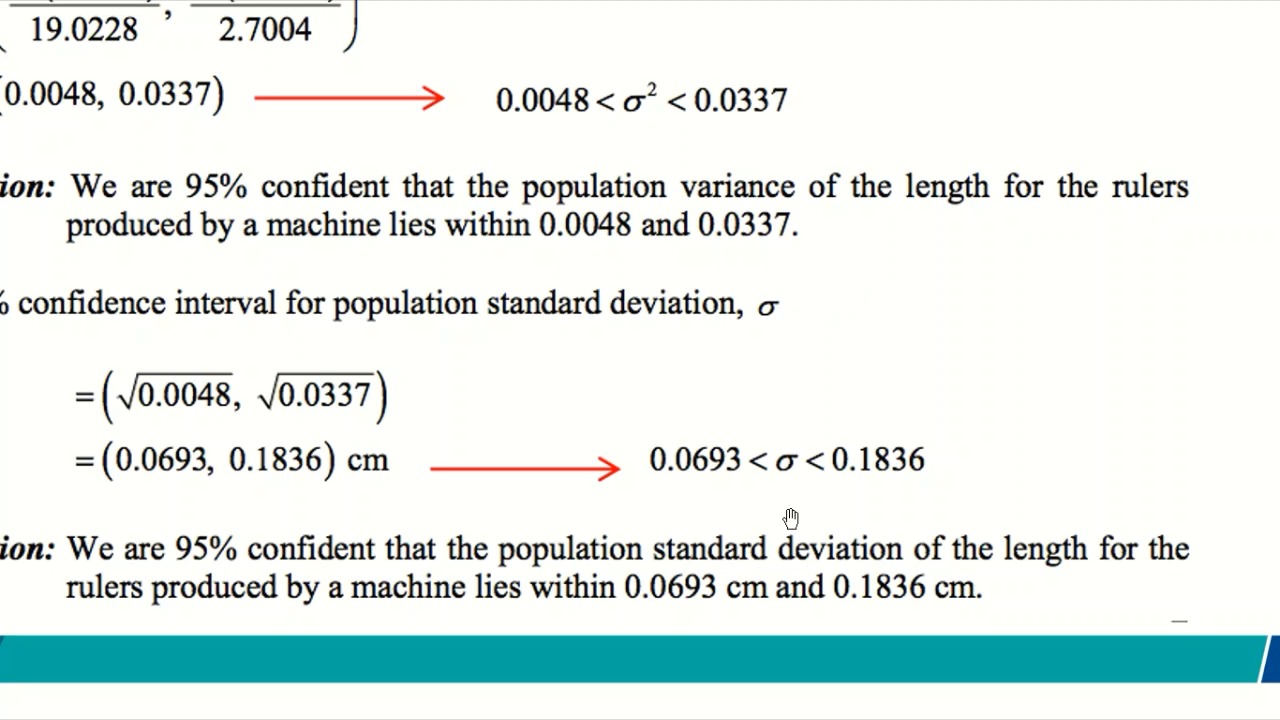 19.0228 , 2.7004
(0.0048, 0.0337) 0.0048 < σ² < 0.0337
ion: We are 95% confident that the population variance of the length for the rulers
produced by a machine lies within 0.0048 and 0.0337.
% confidence interval for population standard deviation, σ
= (√0.0048, √0.0337)
= (0.0693, 0.1836) cm 0.0693 < σ < 0.1836
ion: We are 95% confident that the population standard deviation of the length for the
rulers produced by a machine lies within 0.0693 cm and 0.1836 cm.